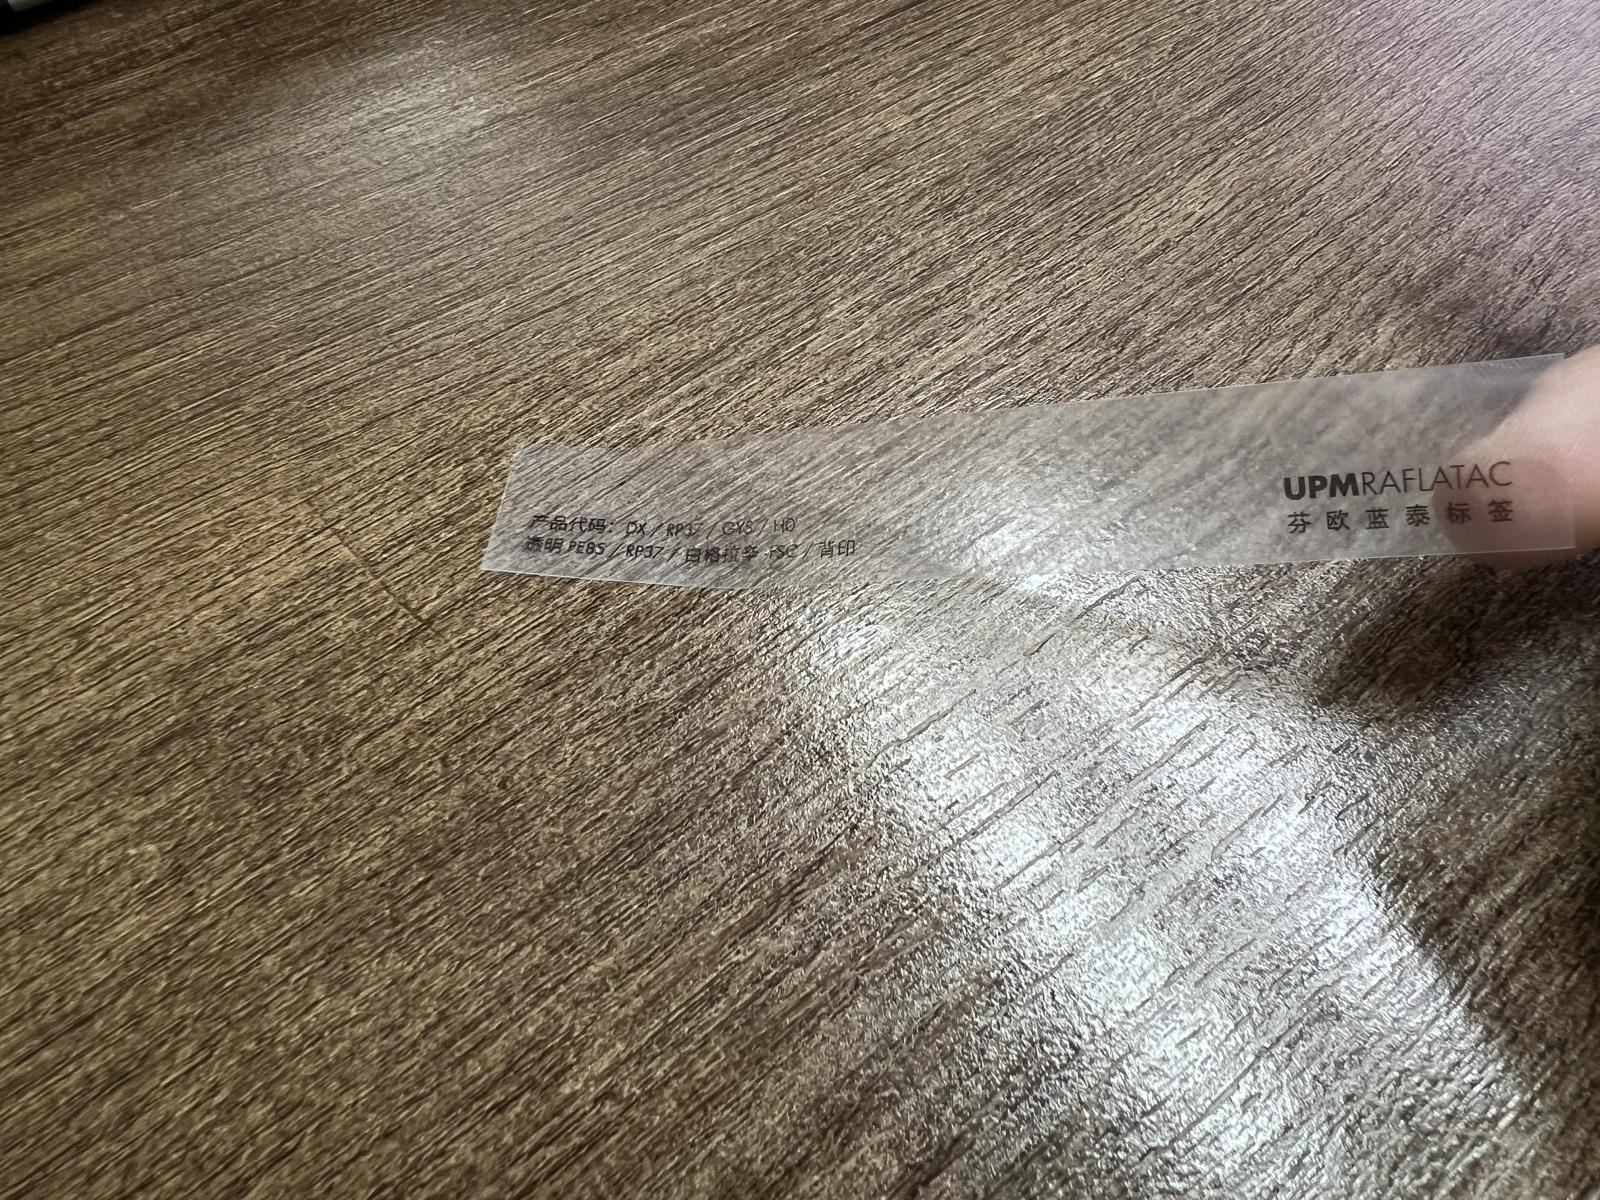 UPMRAFLATAC
芬欧蓝泰标签
产品代码：DX / RP37 / GYS / H0
透明 PE85 / RP37 / 白格拉辛-FSC / 背印